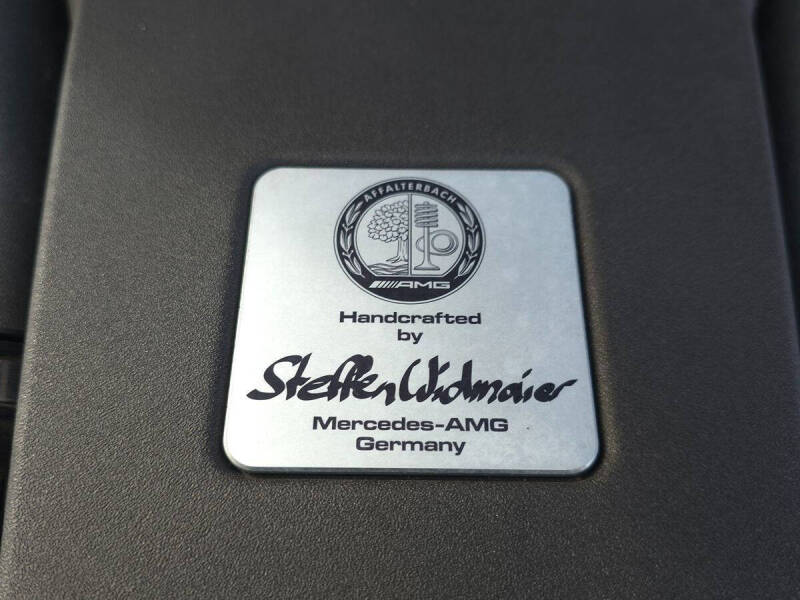 AFFALTERBACH
AMG
Handcrafted
by
Steffen Widmaier
Mercedes-AMG
Germany